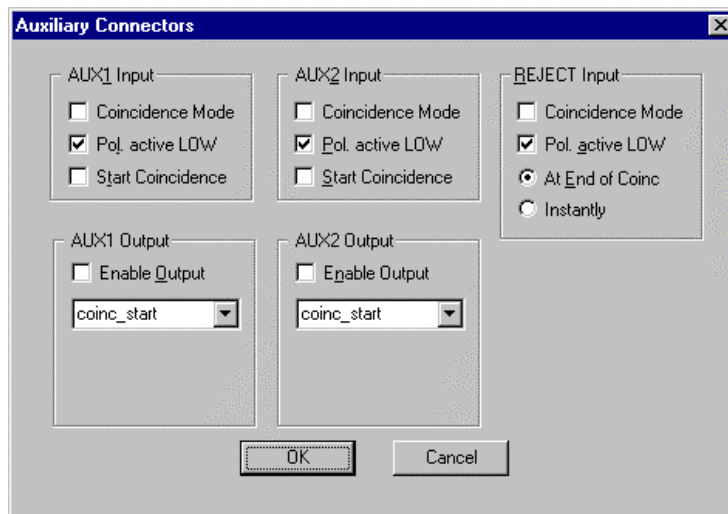 Auxiliary Connectors
AUX1 Input
Coincidence Mode
Pol. active LOW
Start Coincidence
AUX2 Input
Coincidence Mode
Pol. active LOW
Start Coincidence
REJECT Input
Coincidence Mode
Pol. active LOW
At End of Coinc
Instantly
AUX1 Output
Enable Output
coinc_start
AUX2 Output
Enable Output
coinc_start
OK
Cancel